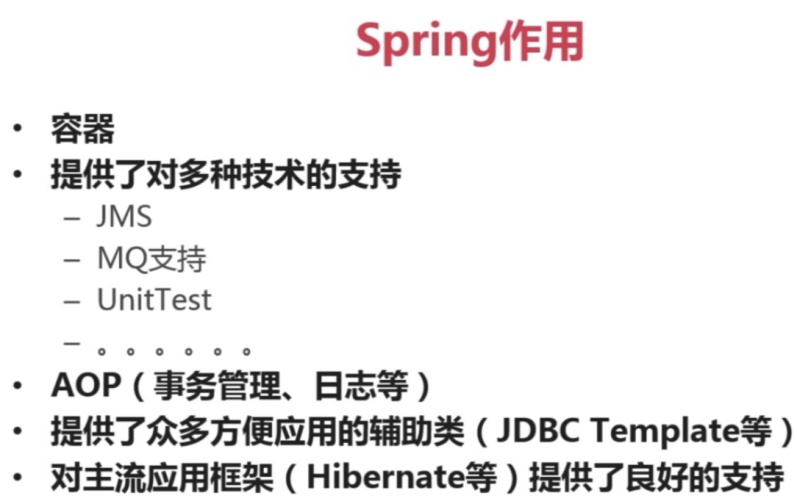 Spring作用
• 容器
• 提供了对多种技术的支持
– JMS
– MQ支持
– UnitTest
– 。。。。。。
• AOP（事务管理、日志等）
• 提供了众多方便应用的辅助类（JDBC Template等）
• 对主流应用框架（Hibernate等）提供了良好的支持